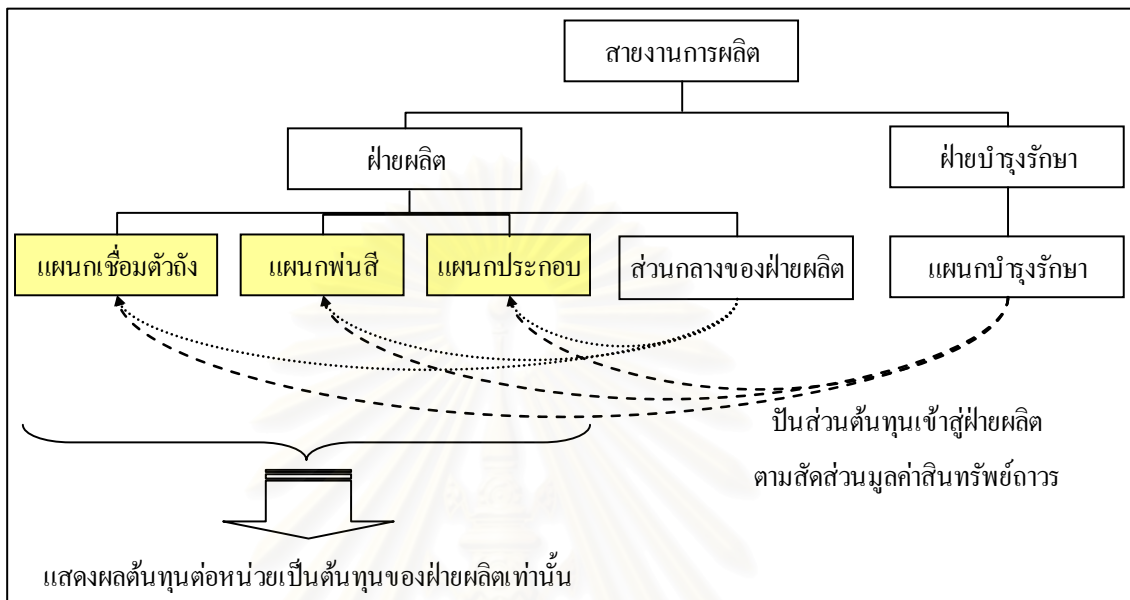 สายงานการผลิต
ฝ่ายผลิต
ฝ่ายบำรุงรักษา
แผนกเชื่อมตัวถัง
แผนกพ่นสี
แผนกประกอบ
ส่วนกลางของฝ่ายผลิต
แผนกบำรุงรักษา
ปันส่วนต้นทุนเข้าสู่ฝ่ายผลิต
ตามสัดส่วนมูลค่าสินทรัพย์ถาวร
แสดงผลต้นทุนต่อหน่วยเป็นต้นทุนของฝ่ายผลิตเท่านั้น